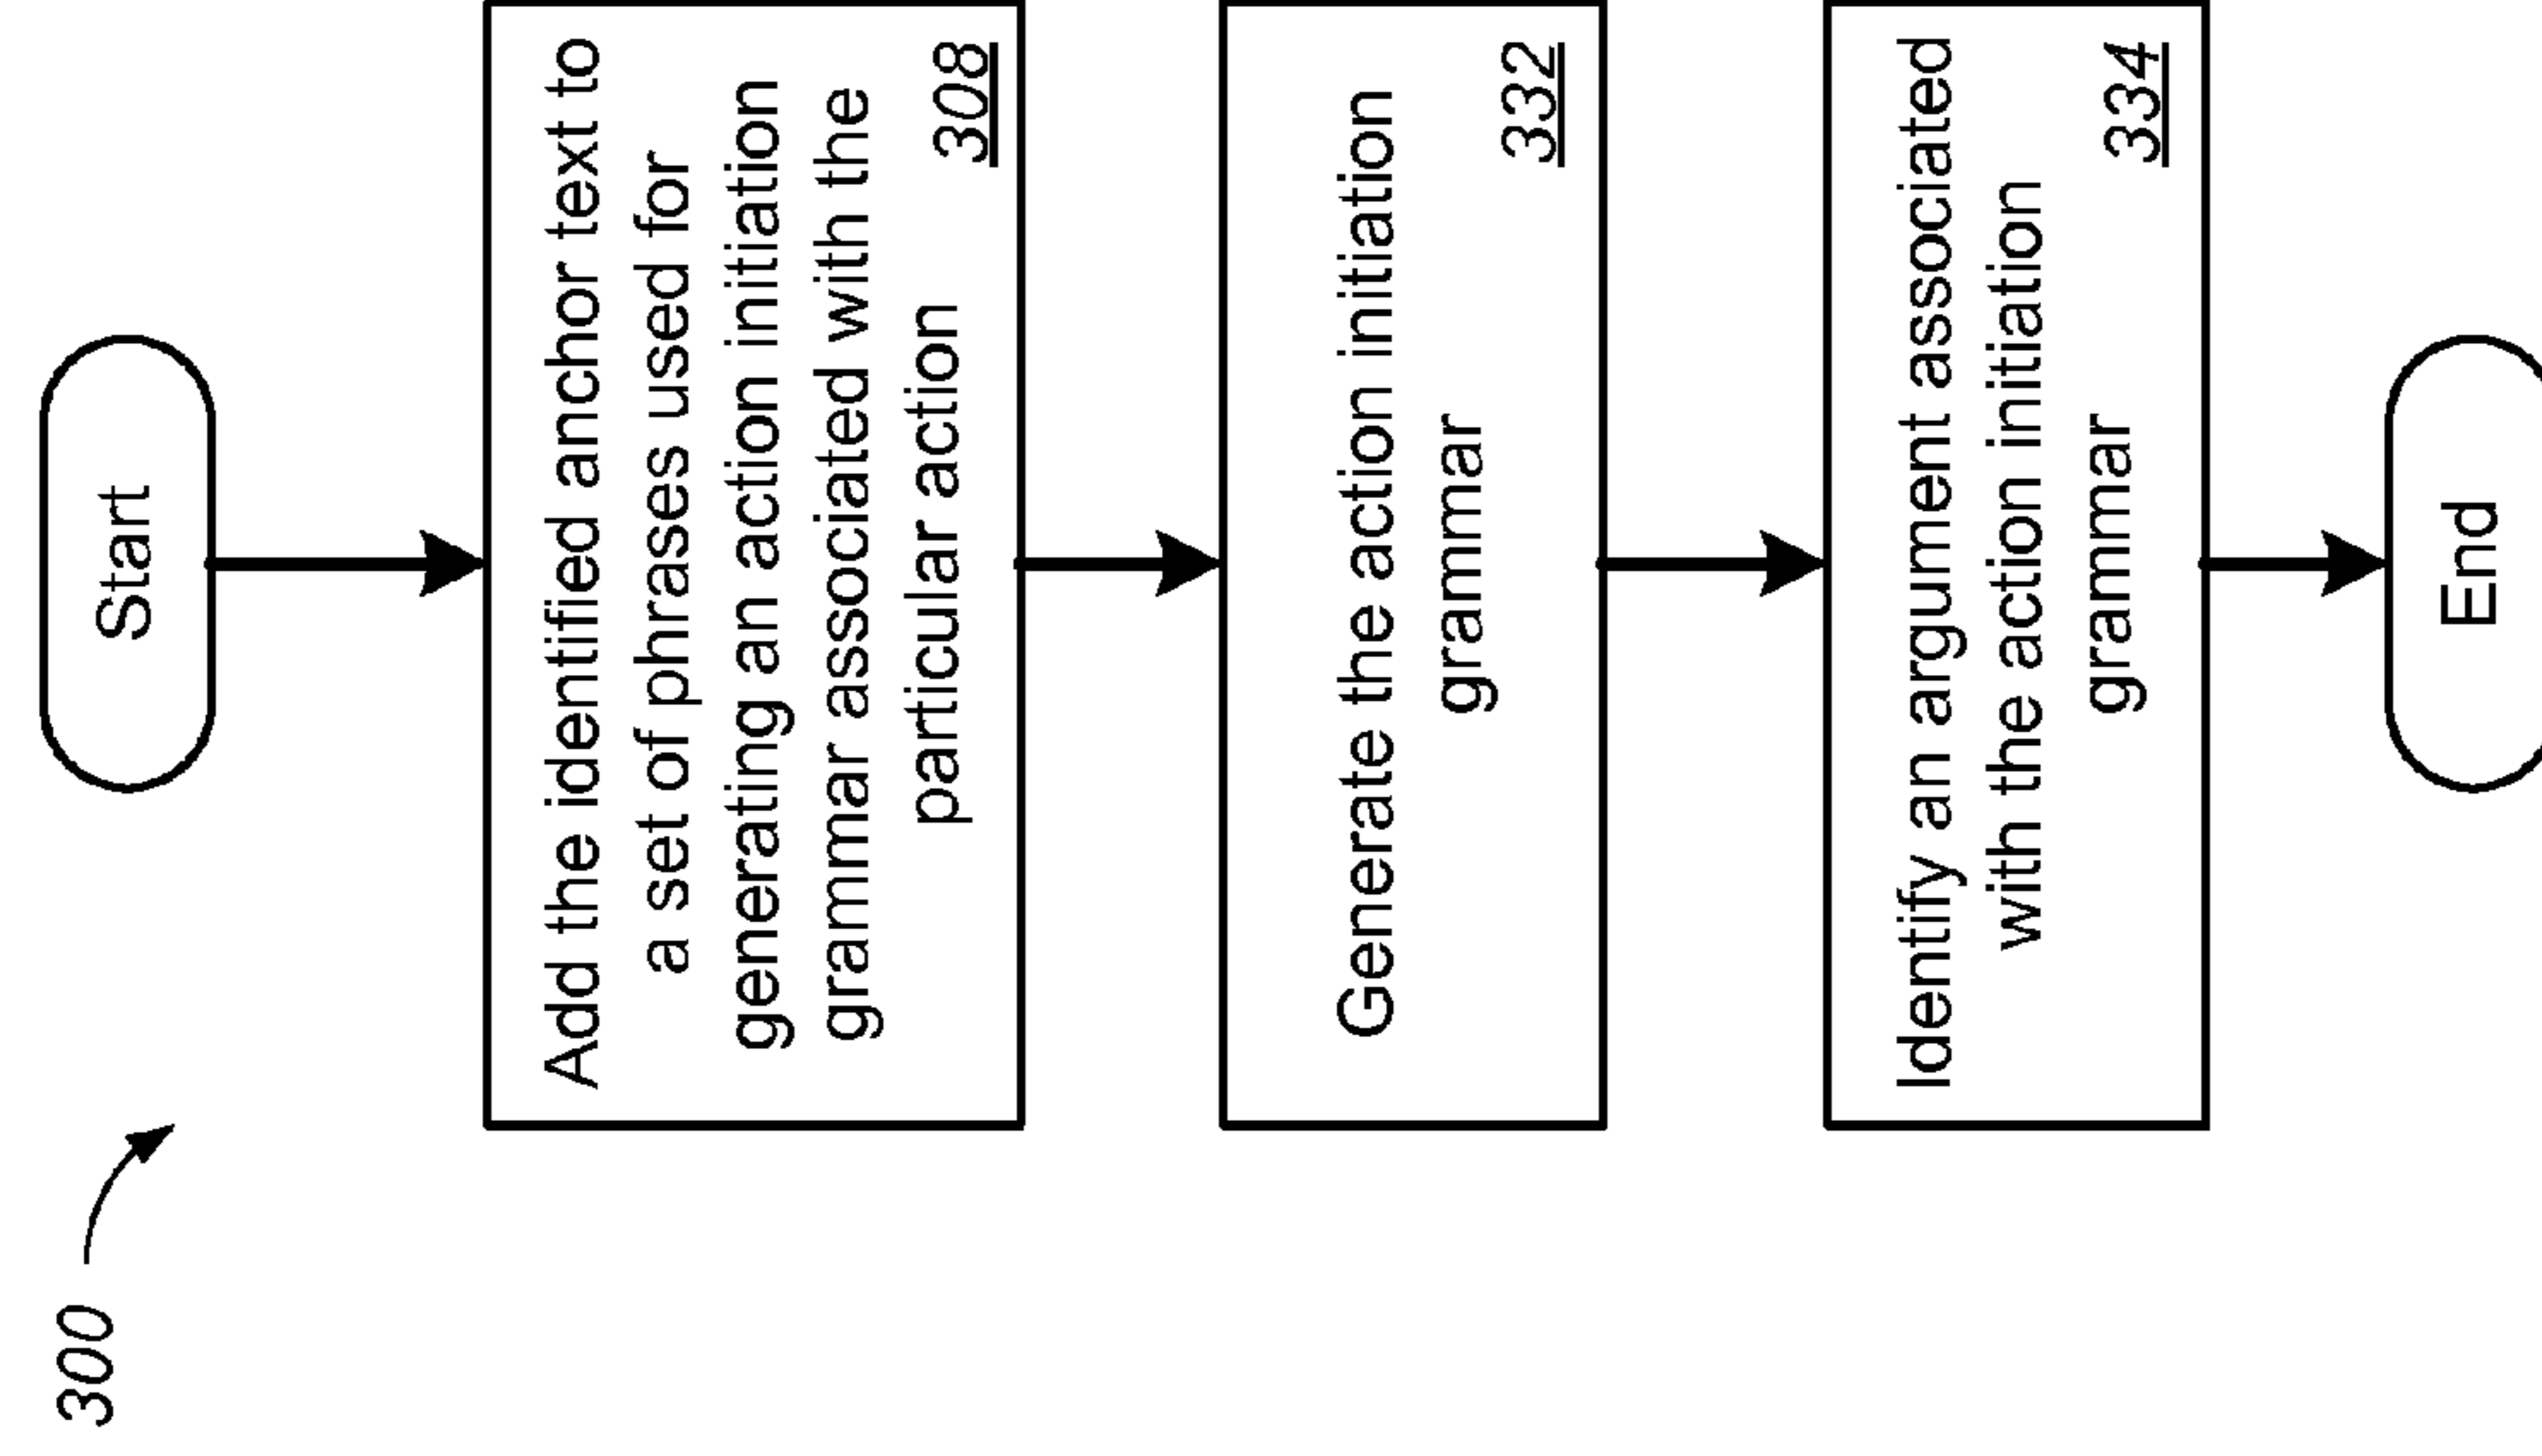 300
Start
Add the identified anchor text to
a set of phrases used for
generating an action initiation
grammar associated with the
particular action
308
Generate the action initiation
grammar
332
Identify an argument associated
with the action initiation
grammar
334
End